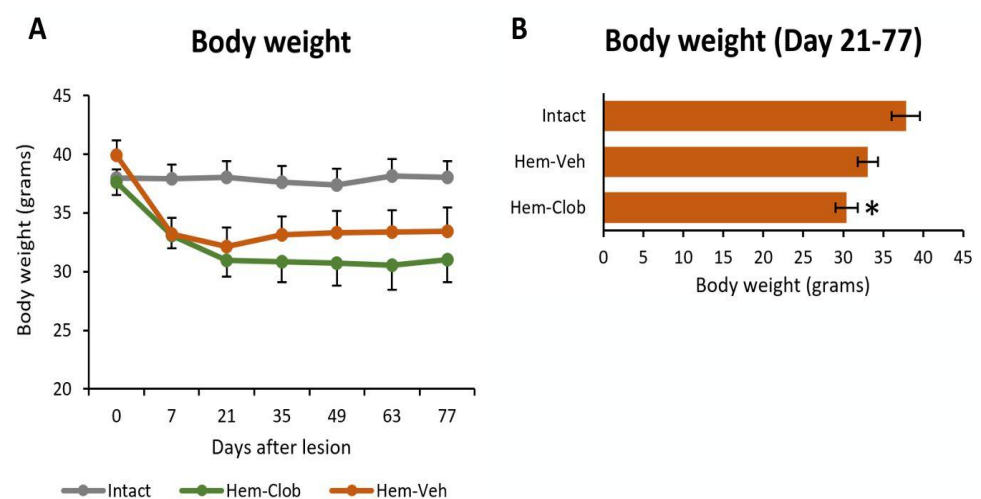 A
Body weight
Body weight (grams)
45
40
35
30
25
20
0 7 21 35 49 63 77
Days after lesion
Intact Hem-Clob Hem-Veh
B
Body weight (Day 21-77)
Intact
Hem-Veh
Hem-Clob
*
0 5 10 15 20 25 30 35 40 45
Body weight (grams)